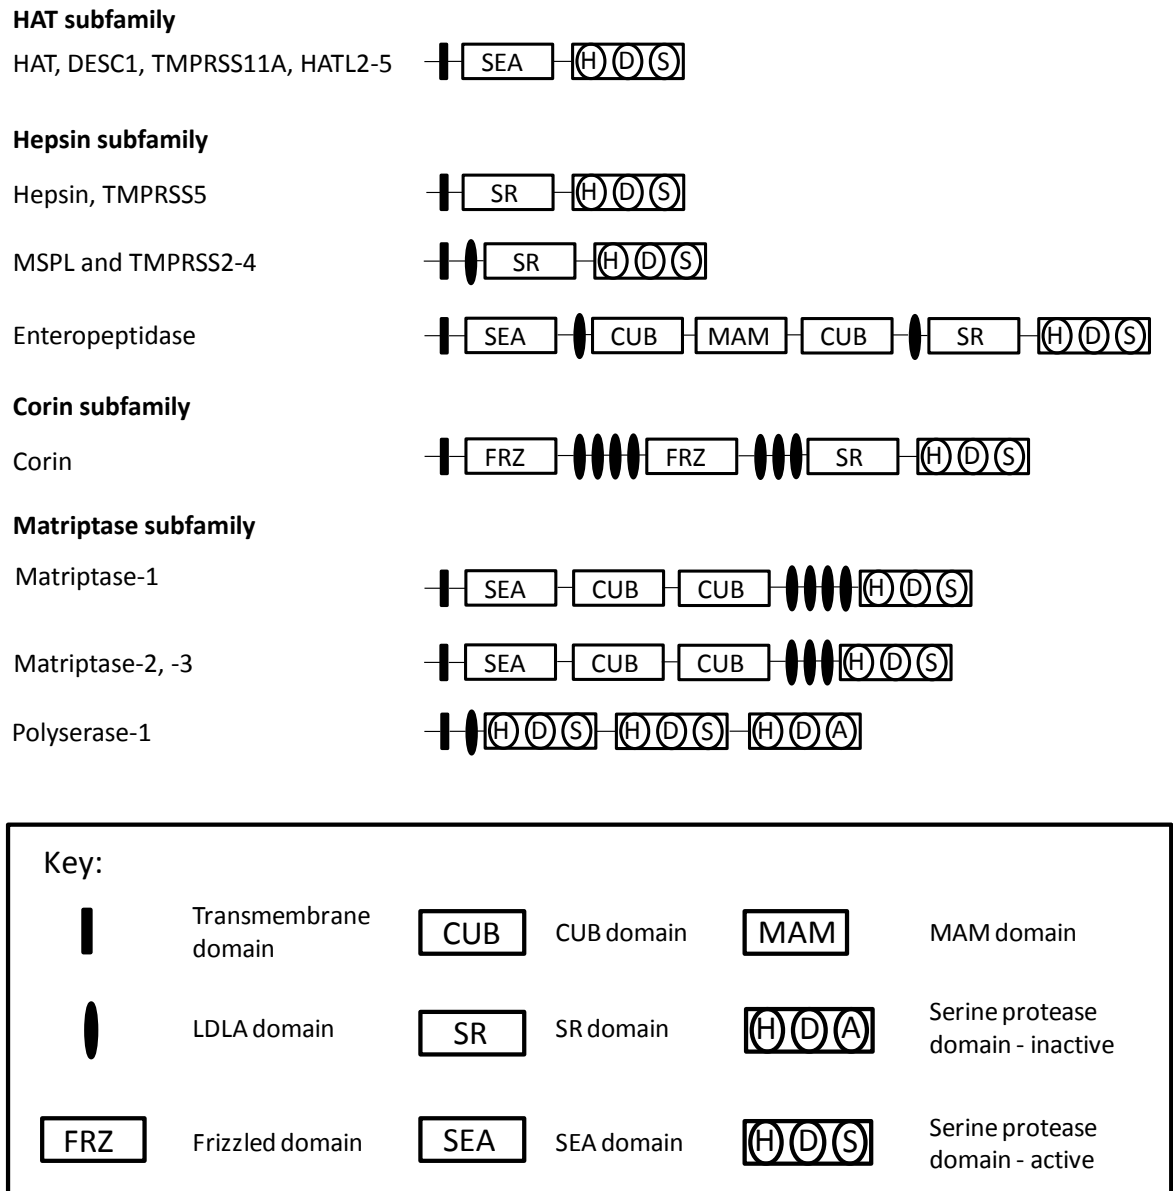 HAT subfamily
HAT, DESC1, TMPRSS11A, HATL2-5 SEA H D S
Hepsin subfamily
Hepsin, TMPRSS5 SR H D S
MSPL and TMPRSS2-4 SR H D S
Enteropeptidase SEA CUB MAM CUB SR H D S
Corin subfamily
Corin FRZ FRZ SR H D S
Matriptase subfamily
Matriptase-1 SEA CUB CUB H D S
Matriptase-2, -3 SEA CUB CUB H D S
Polyserase-1 H D S H D S H D A
Key:
Transmembrane
domain
CUB CUB domain
MAM MAM domain
LDLA domain
SR SR domain
H D A Serine protease
domain - inactive
FRZ Frizzled domain
SEA SEA domain
H D S Serine protease
domain - active